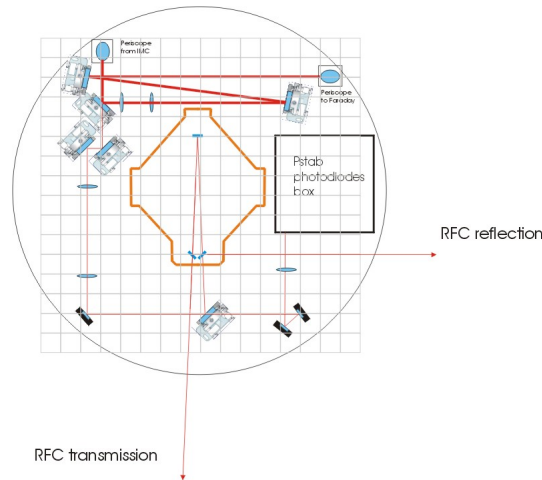 Periscope
from IMC
Periscope
to Faraday
Pstab
photodiodes
box
RFC reflection
RFC transmission